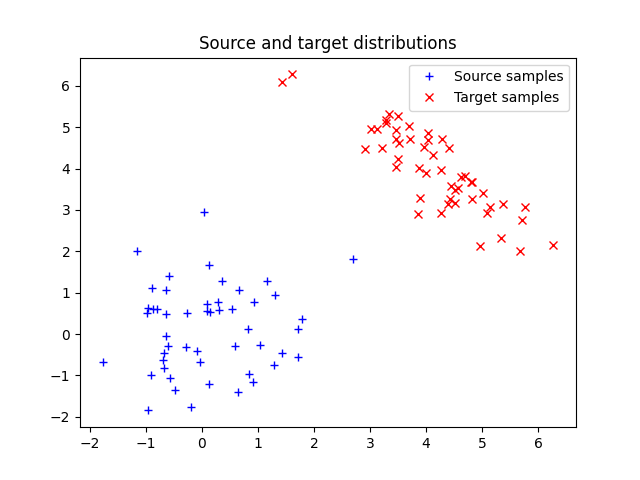 Source and target distributions
Source samples
Target samples
6
5
4
3
2
1
0
−1
−2
−2 −1 0 1 2 3 4 5 6